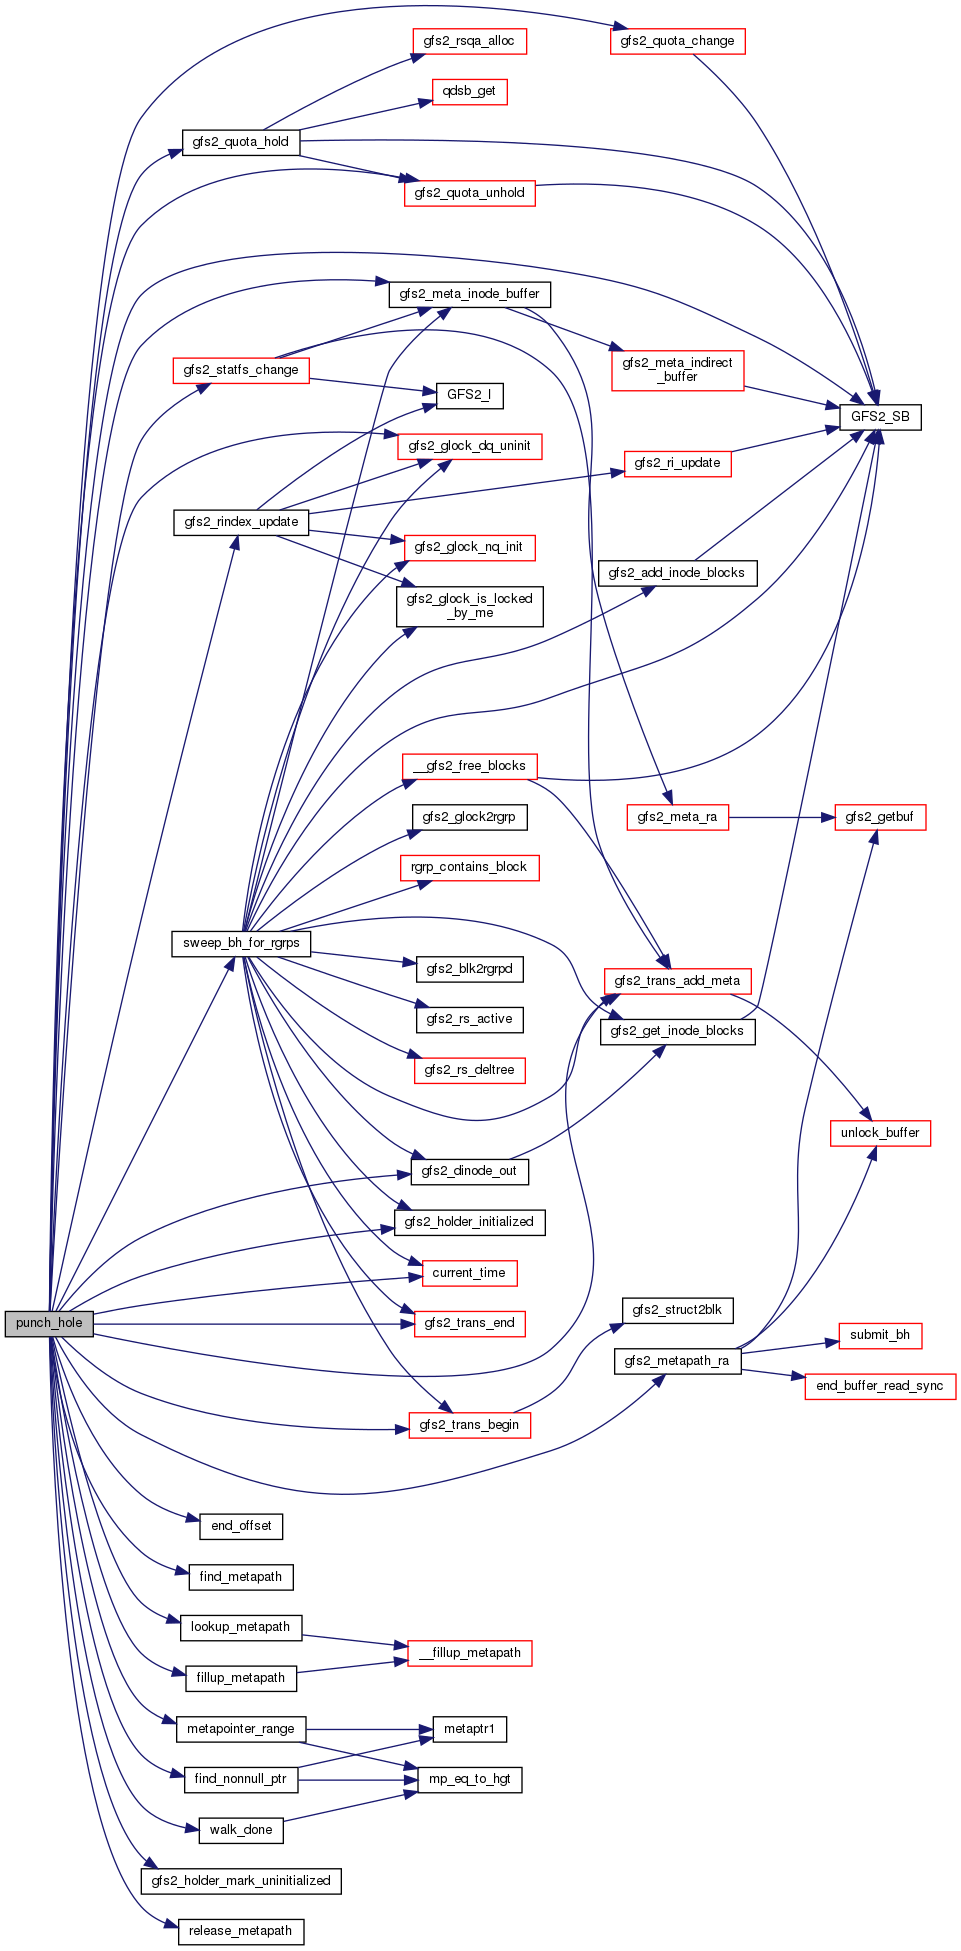 gfs2_rsqa_alloc
gfs2_quota_change
qdsb_get
gfs2_quota_hold
gfs2_quota_unhold
gfs2_meta_inode_buffer
gfs2_statfs_change
gfs2_meta_indirect
_buffer
GFS2_I
GFS2_SB
gfs2_glock_dq_uninit
gfs2_ri_update
gfs2_rindex_update
gfs2_glock_nq_init
gfs2_add_inode_blocks
gfs2_glock_is_locked
_by_me
__gfs2_free_blocks
gfs2_glock2rgrp
gfs2_meta_ra
gfs2_getbuf
rgrp_contains_block
sweep_bh_for_rgrps
gfs2_blk2rgrpd
gfs2_trans_add_meta
gfs2_rs_active
gfs2_get_inode_blocks
gfs2_rs_deltree
unlock_buffer
gfs2_dinode_out
gfs2_holder_initialized
current_time
gfs2_struct2blk
punch_hole
gfs2_trans_end
submit_bh
gfs2_metapath_ra
end_buffer_read_sync
gfs2_trans_begin
end_offset
find_metapath
lookup_metapath
__fillup_metapath
fillup_metapath
metapointer_range
metaptr1
find_nonnull_ptr
mp_eq_to_hgt
walk_done
gfs2_holder_mark_uninitialized
release_metapath